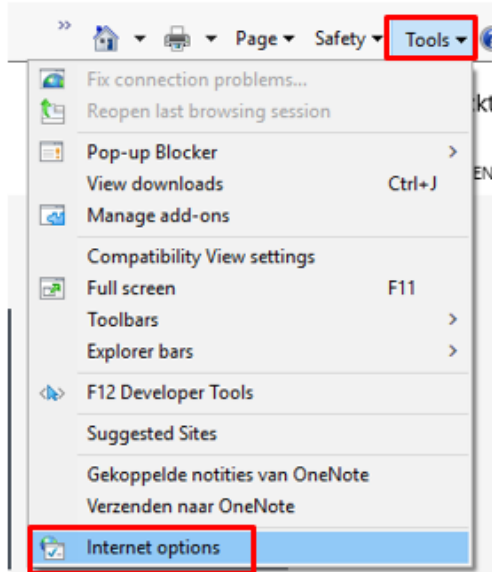 » Page Safety Tools
Fix connection problems...
Reopen last browsing session
kt
Pop-up Blocker
EN
View downloads Ctrl+J
Manage add-ons
Compatibility View settings
Full screen F11
Toolbars
Explorer bars
F12 Developer Tools
Suggested Sites
Gekoppelde notities van OneNote
Verzenden naar OneNote
Internet options